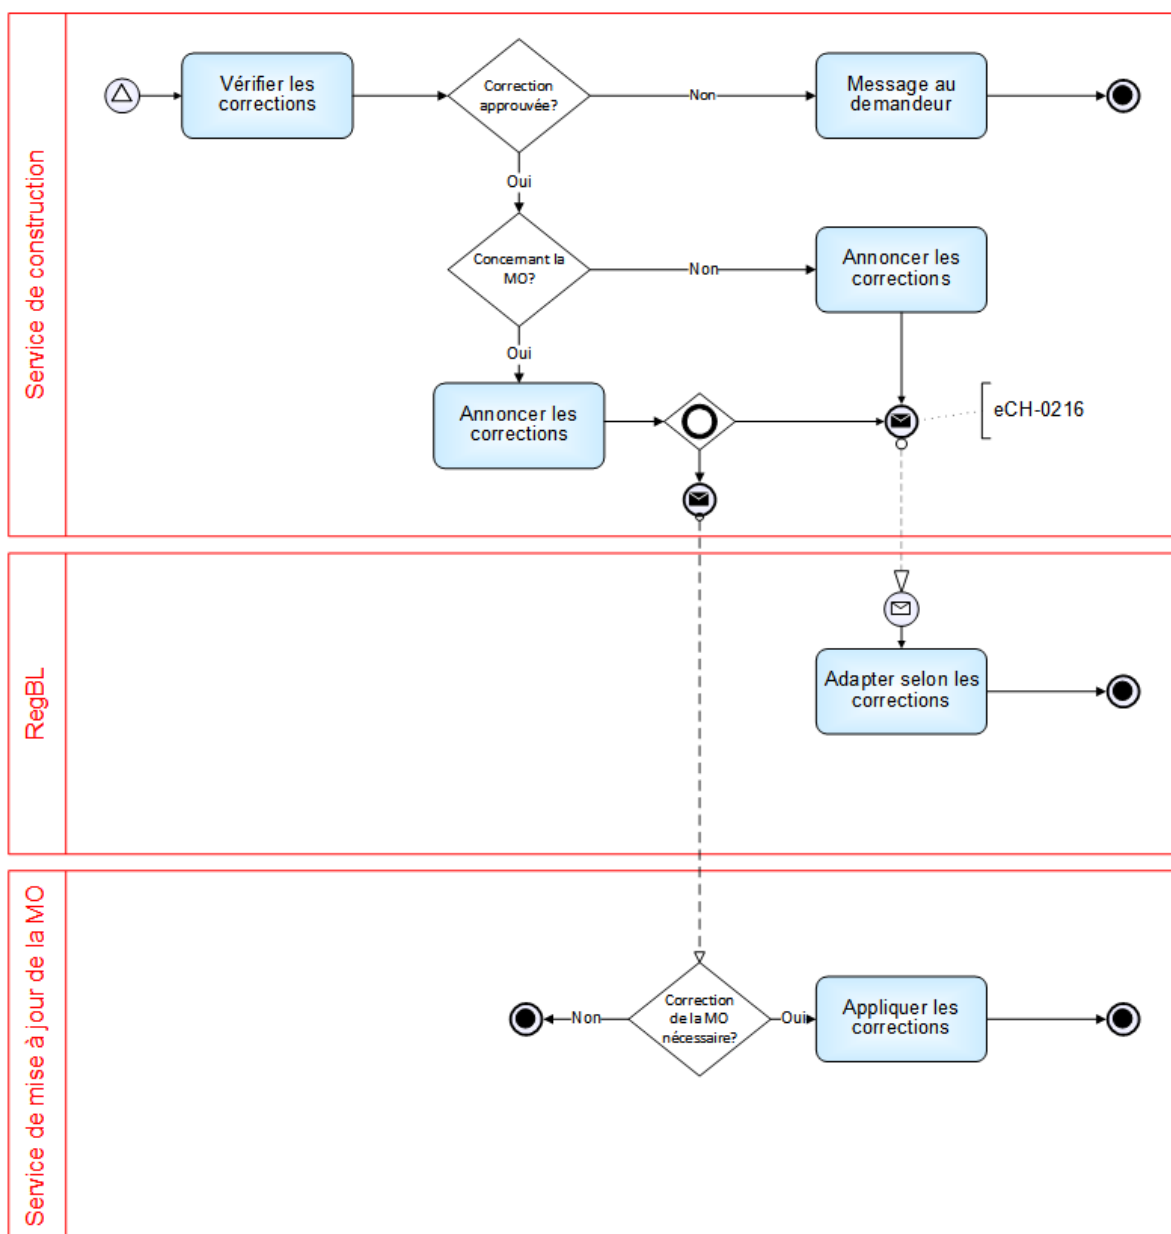 Service de construction
Vérifier les
corrections
Correction
approuvée?
Non
Message au
demandeur
Oui
Concernant la
MO?
Non
Annoncer les
corrections
Oui
Annoncer les
corrections
eCH-0216
RegBL
Adapter selon les
corrections
Service de mise à jour de la MO
Non
Correction
de la MO
nécessaire?
Oui
Appliquer les
corrections